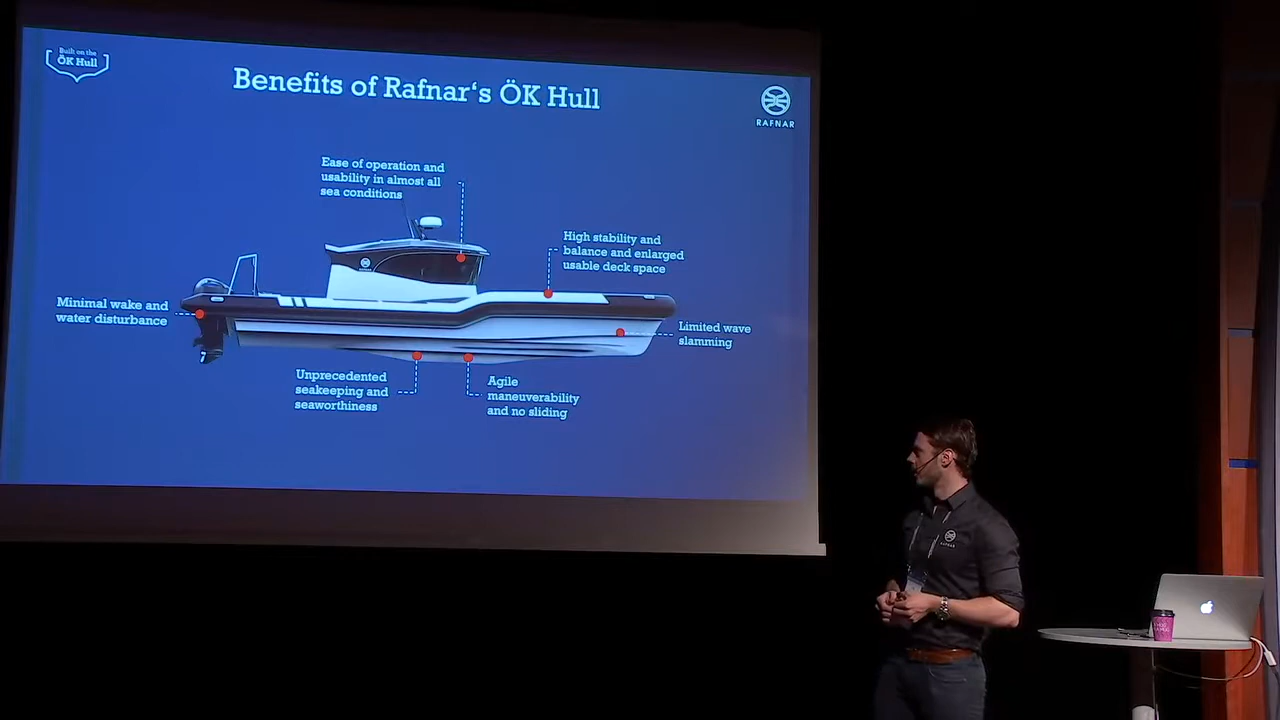 Built on the
ÖK Hull
Benefits of Rafnar‘s ÖK Hull
RAFNAR
Ease of operation and
usability in almost all
sea conditions
High stability and
balance and enlarged
usable deck space
Minimal wake and
water disturbance
Limited wave
slamming
Unprecedented
seakeeping and
seaworthiness
Agile
maneuverability
and no sliding
RAFNAR